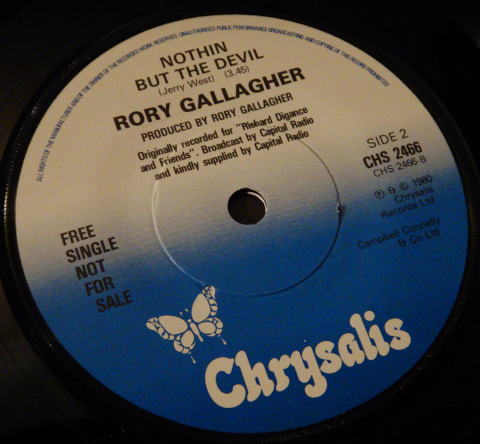 ALL RIGHTS OF THE MANUFACTURER AND OF THE OWNER OF THE RECORDED WORK RESERVED · UNAUTHORISED PUBLIC PERFORMANCE BROADCASTING AND COPYING OF THIS RECORD PROHIBITED
NOTHIN
BUT THE DEVIL
(Jerry West) (3.45)
RORY GALLAGHER
PRODUCED BY RORY GALLAGHER
Originally recorded for "Richard Digance
and Friends". Broadcast by Capital Radio
and kindly supplied by Capital Radio
SIDE 2
CHS 2466
CHS 2466-B
℗ & © 1980
Chrysalis
Records Ltd
Campbell Connelly
& Co Ltd
FREE
SINGLE
NOT
FOR
SALE
Chrysalis